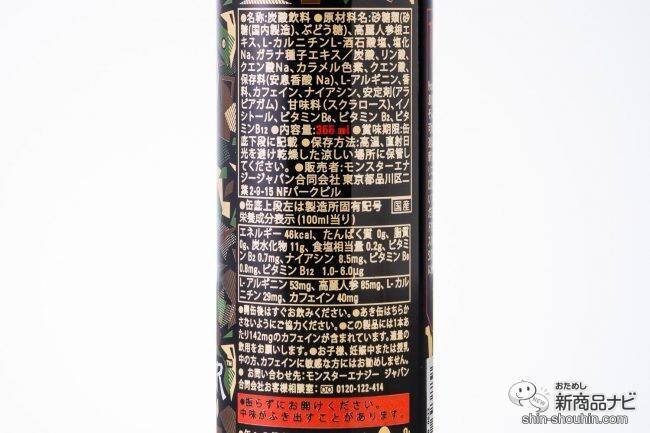 ●名称:炭酸飲料 ●原材料名:砂糖類(砂
糖(国内製造)、ぶどう糖)、高麗人参根エ
キス、L-カルニチンL-酒石酸塩、塩化
Na、ガラナ種子エキス/炭酸、リン酸、
クエン酸Na、カラメル色素、クエン酸、
保存料(安息香酸 Na)、L-アルギニン、香
料、カフェイン、ナイアシン、安定剤(アラ
ビアガム)、甘味料(スクラロース)、イノ
シトール、ビタミンB6、ビタミン B2、ビタ
ミンB12 ●内容量:355 ml ●賞味期限:缶
底下段に記載 ●保存方法:高温、直射日
光を避け乾燥した涼しい場所に保管し
てください。●販売者:モンスターエナ
ジージャパン合同会社 東京都品川区二
葉2-9-15 NFパークビル
●缶底上段左は製造所固有記号 国産
栄養成分表示 (100ml当り)
エネルギー 46kcal、たんぱく質 0g、脂質
0g、炭水化物 11g、食塩相当量 0.2g、ビタミ
ン B2 0.7mg、ナイアシン 8.5mg、ビタミン B6
0.8mg、ビタミン B12 1.0-6.0μg
L-アルギニン 53mg、高麗人参 85mg、L-カル
ニチン 29mg、カフェイン 40mg
●開缶後はすぐお飲みください。●あき缶はちらか
さないようにご協力ください。●この製品には1本あ
たり142mgのカフェインが含まれています。適量の
飲用をお願いします。●お子様、妊娠中または授乳
中の方、カフェインに敏感な方にはお勧めしません。
●お問い合わせ先:モンスターエナジー ジャパン
合同会社お客様相談室: 0120-122-414
●振らずにお開けください。
中味がふき出すことがあります。
おためし
新商品ナビ
shin-shouhin.com